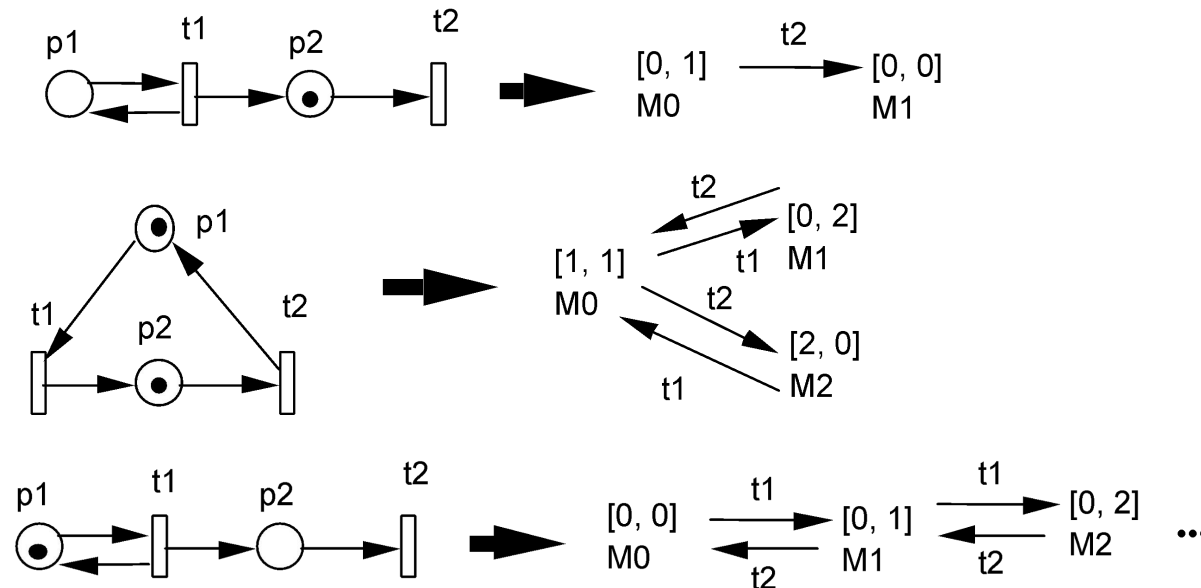 p1 t1 p2 t2
t2
[0, 1] [0, 0]
M0 M1
p1
t1 t2
p2
t2
[0, 2]
t1 M1
[1, 1]
M0 t2
[2, 0]
t1 M2
p1 t1 p2 t2
t1 t1
[0, 0] [0, 1] [0, 2]
M0 M1 M2 ...
t2 t2